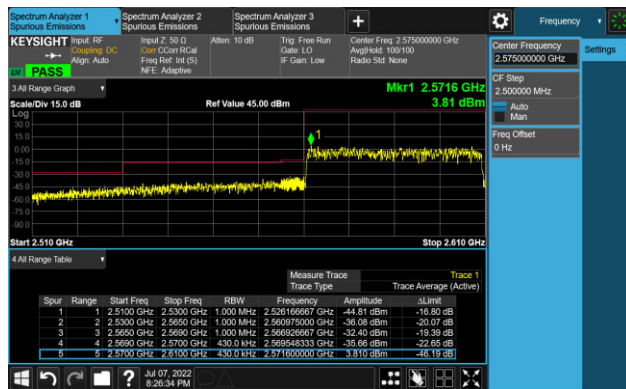 Spectrum Analyzer 1
Spurious Emissions
Spectrum Analyzer 2
Spurious Emissions
Spectrum Analyzer 3
Spurious Emissions
+
Frequency
KEYSIGHT
Input: RF
Coupling: DC
Align: Auto
Input Z: 50 Ω
Corr CCorr RCal
Freq Ref: Int (S)
NFE: Adaptive
Atten: 10 dB
Trig: Free Run
Gate: LO
IF Gain: Low
Center Freq: 2.575000000 GHz
Avg|Hold: 100/100
Radio Std: None
PASS
Center Frequency
2.575000000 GHz
Settings
CF Step
2.500000 MHz
Auto
Man
Freq Offset
0 Hz
3 All Range Graph
Mkr1 2.5716 GHz
Scale/Div 15.0 dB
Ref Value 45.00 dBm
3.81 dBm
Log
30.0
15.0
0.00
-15.0
-30.0
-45.0
-60.0
-75.0
-90.0
1
Start 2.510 GHz
Stop 2.610 GHz
4 All Range Table
Measure Trace Trace 1
Trace Type Trace Average (Active)
Spur Range Start Freq Stop Freq RBW Frequency Amplitude ΔLimit
1 1 2.5100 GHz 2.5300 GHz 1.000 MHz 2.526166667 GHz -44.81 dBm -16.80 dB
2 2 2.5300 GHz 2.5650 GHz 1.000 MHz 2.560975000 GHz -36.08 dBm -20.07 dB
3 3 2.5650 GHz 2.5690 GHz 1.000 MHz 2.566926667 GHz -32.40 dBm -19.39 dB
4 4 2.5690 GHz 2.5700 GHz 430.0 kHz 2.569548333 GHz -35.66 dBm -22.65 dB
5 5 2.5700 GHz 2.6100 GHz 430.0 kHz 2.571600000 GHz 3.810 dBm -46.19 dB
?
Jul 07, 2022
8:26:34 PM